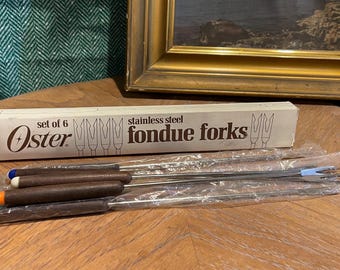 set of 6
Oster
stainless steel
fondue forks